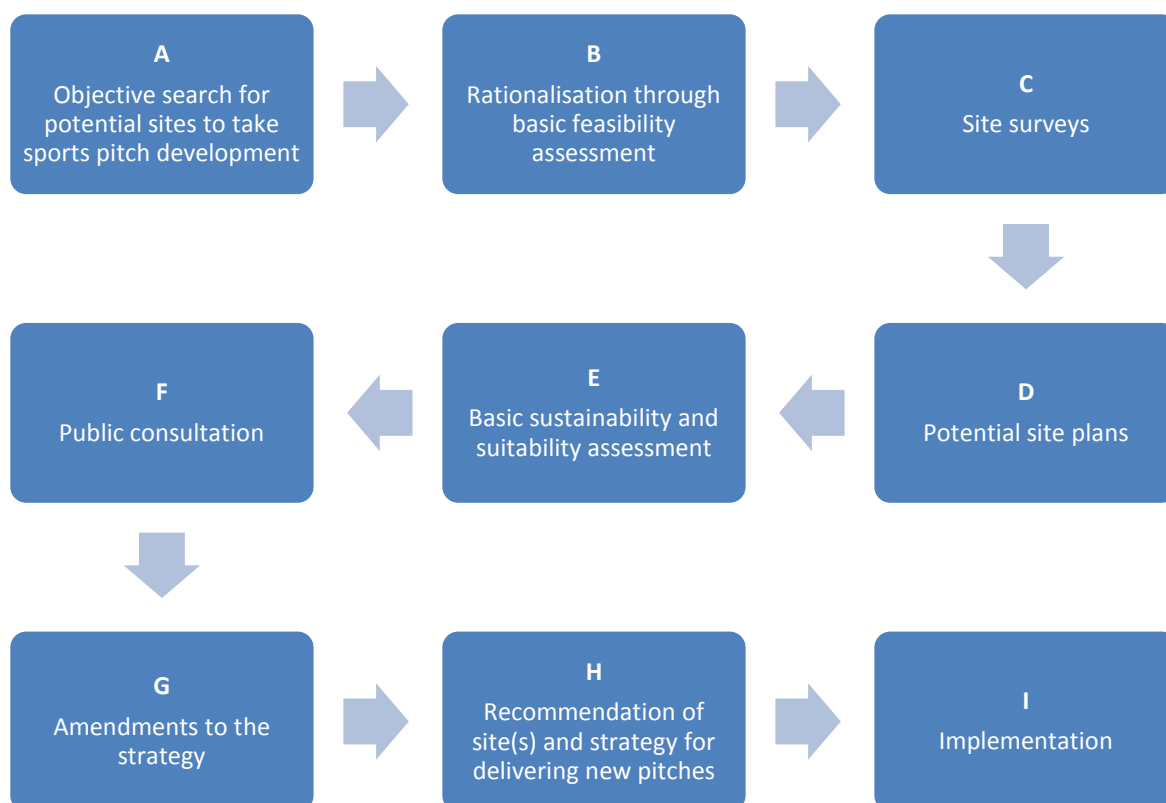 A
Objective search for
potential sites to take
sports pitch development
B
Rationalisation through
basic feasibility
assessment
C
Site surveys
D
Potential site plans
E
Basic sustainability and
suitability assessment
F
Public consultation
G
Amendments to the
strategy
H
Recommendation of
site(s) and strategy for
delivering new pitches
I
Implementation